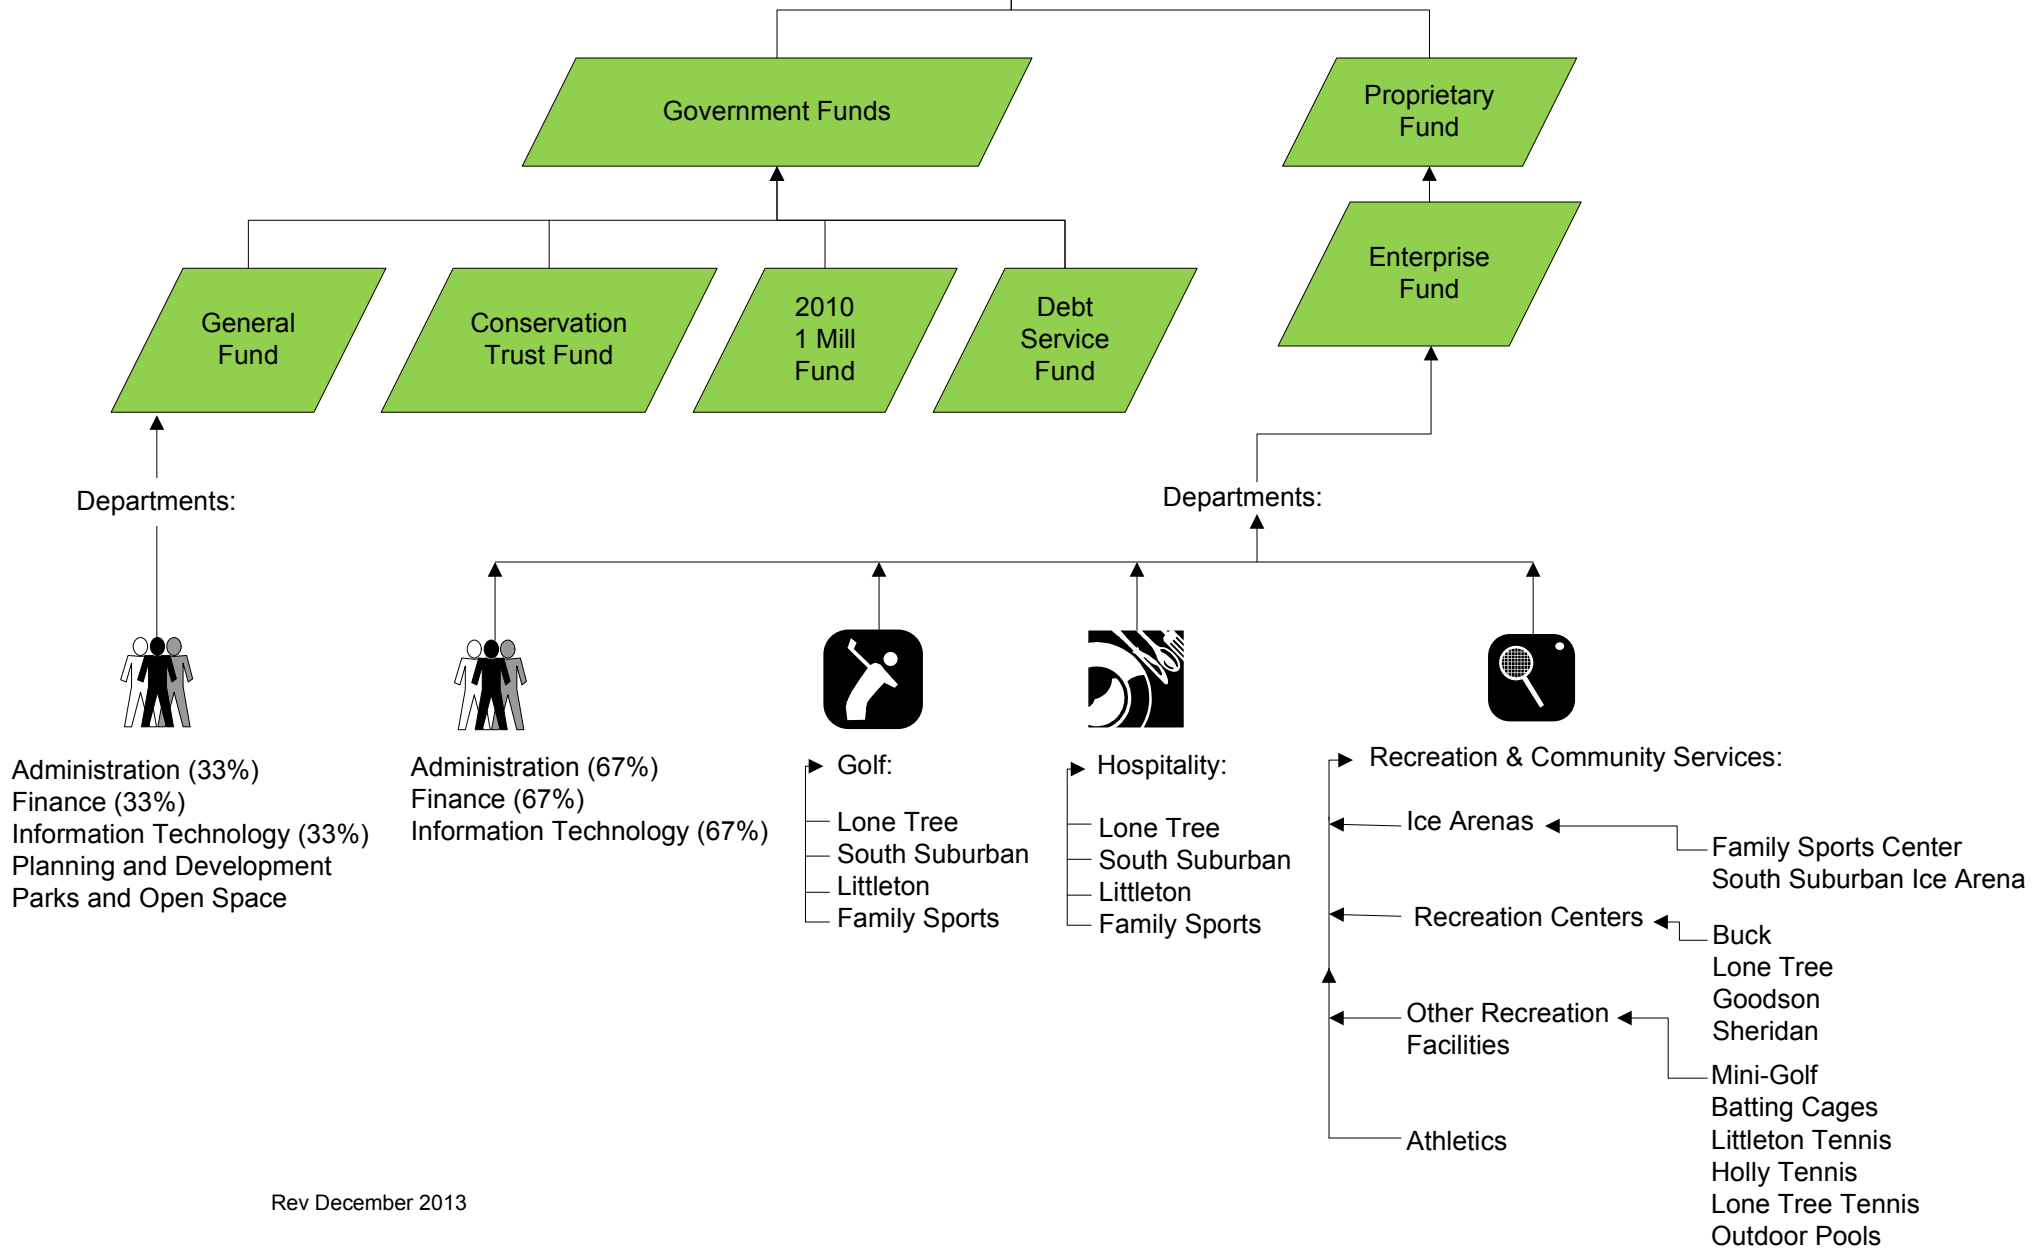 Government Funds
Proprietary
Fund
Enterprise
Fund
General
Fund
Conservation
Trust Fund
2010
1 Mill
Fund
Debt
Service
Fund
Departments:
Departments:
Administration (33%)
Finance (33%)
Information Technology (33%)
Planning and Development
Parks and Open Space
Administration (67%)
Finance (67%)
Information Technology (67%)
Golf:
Lone Tree
South Suburban
Littleton
Family Sports
Hospitality:
Lone Tree
South Suburban
Littleton
Family Sports
Recreation & Community Services:
Ice Arenas
Family Sports Center
South Suburban Ice Arena
Recreation Centers
Buck
Lone Tree
Goodson
Sheridan
Other Recreation
Facilities
Mini-Golf
Batting Cages
Littleton Tennis
Holly Tennis
Lone Tree Tennis
Outdoor Pools
Athletics
Rev December 2013